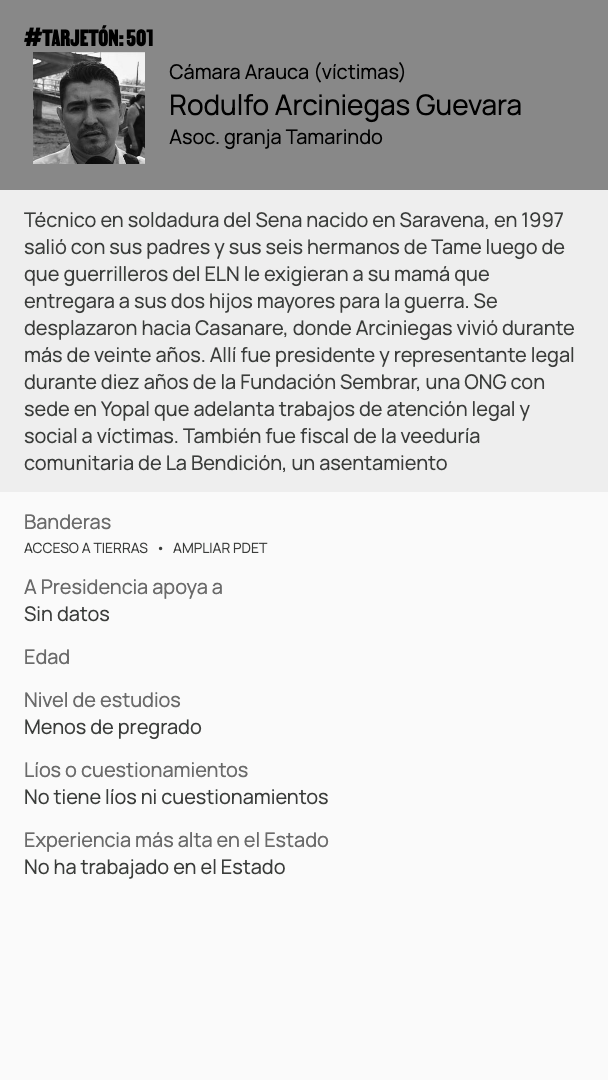 #TARJETÓN: 501
Cámara Arauca (víctimas)
Rodulfo Arciniegas Guevara
Asoc. granja Tamarindo
Técnico en soldadura del Sena nacido en Saravena, en 1997
salió con sus padres y sus seis hermanos de Tame luego de
que guerrilleros del ELN le exigieran a su mamá que
entregara a sus dos hijos mayores para la guerra. Se
desplazaron hacia Casanare, donde Arciniegas vivió durante
más de veinte años. Allí fue presidente y representante legal
durante diez años de la Fundación Sembrar, una ONG con
sede en Yopal que adelanta trabajos de atención legal y
social a víctimas. También fue fiscal de la veeduría
comunitaria de La Bendición, un asentamiento
Banderas
ACCESO A TIERRAS • AMPLIAR PDET
A Presidencia apoya a
Sin datos
Edad
Nivel de estudios
Menos de pregrado
Líos o cuestionamientos
No tiene líos ni cuestionamientos
Experiencia más alta en el Estado
No ha trabajado en el Estado